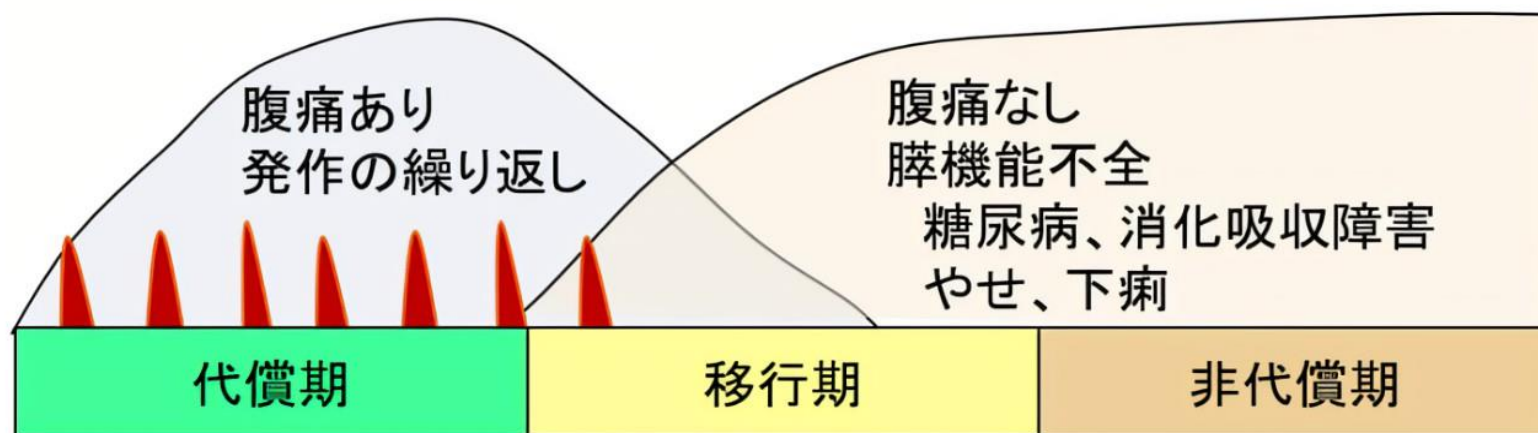 腹痛あり
発作の繰り返し
腹痛なし
膵機能不全
糖尿病、消化吸収障害
やせ、下痢
代償期
移行期
非代償期